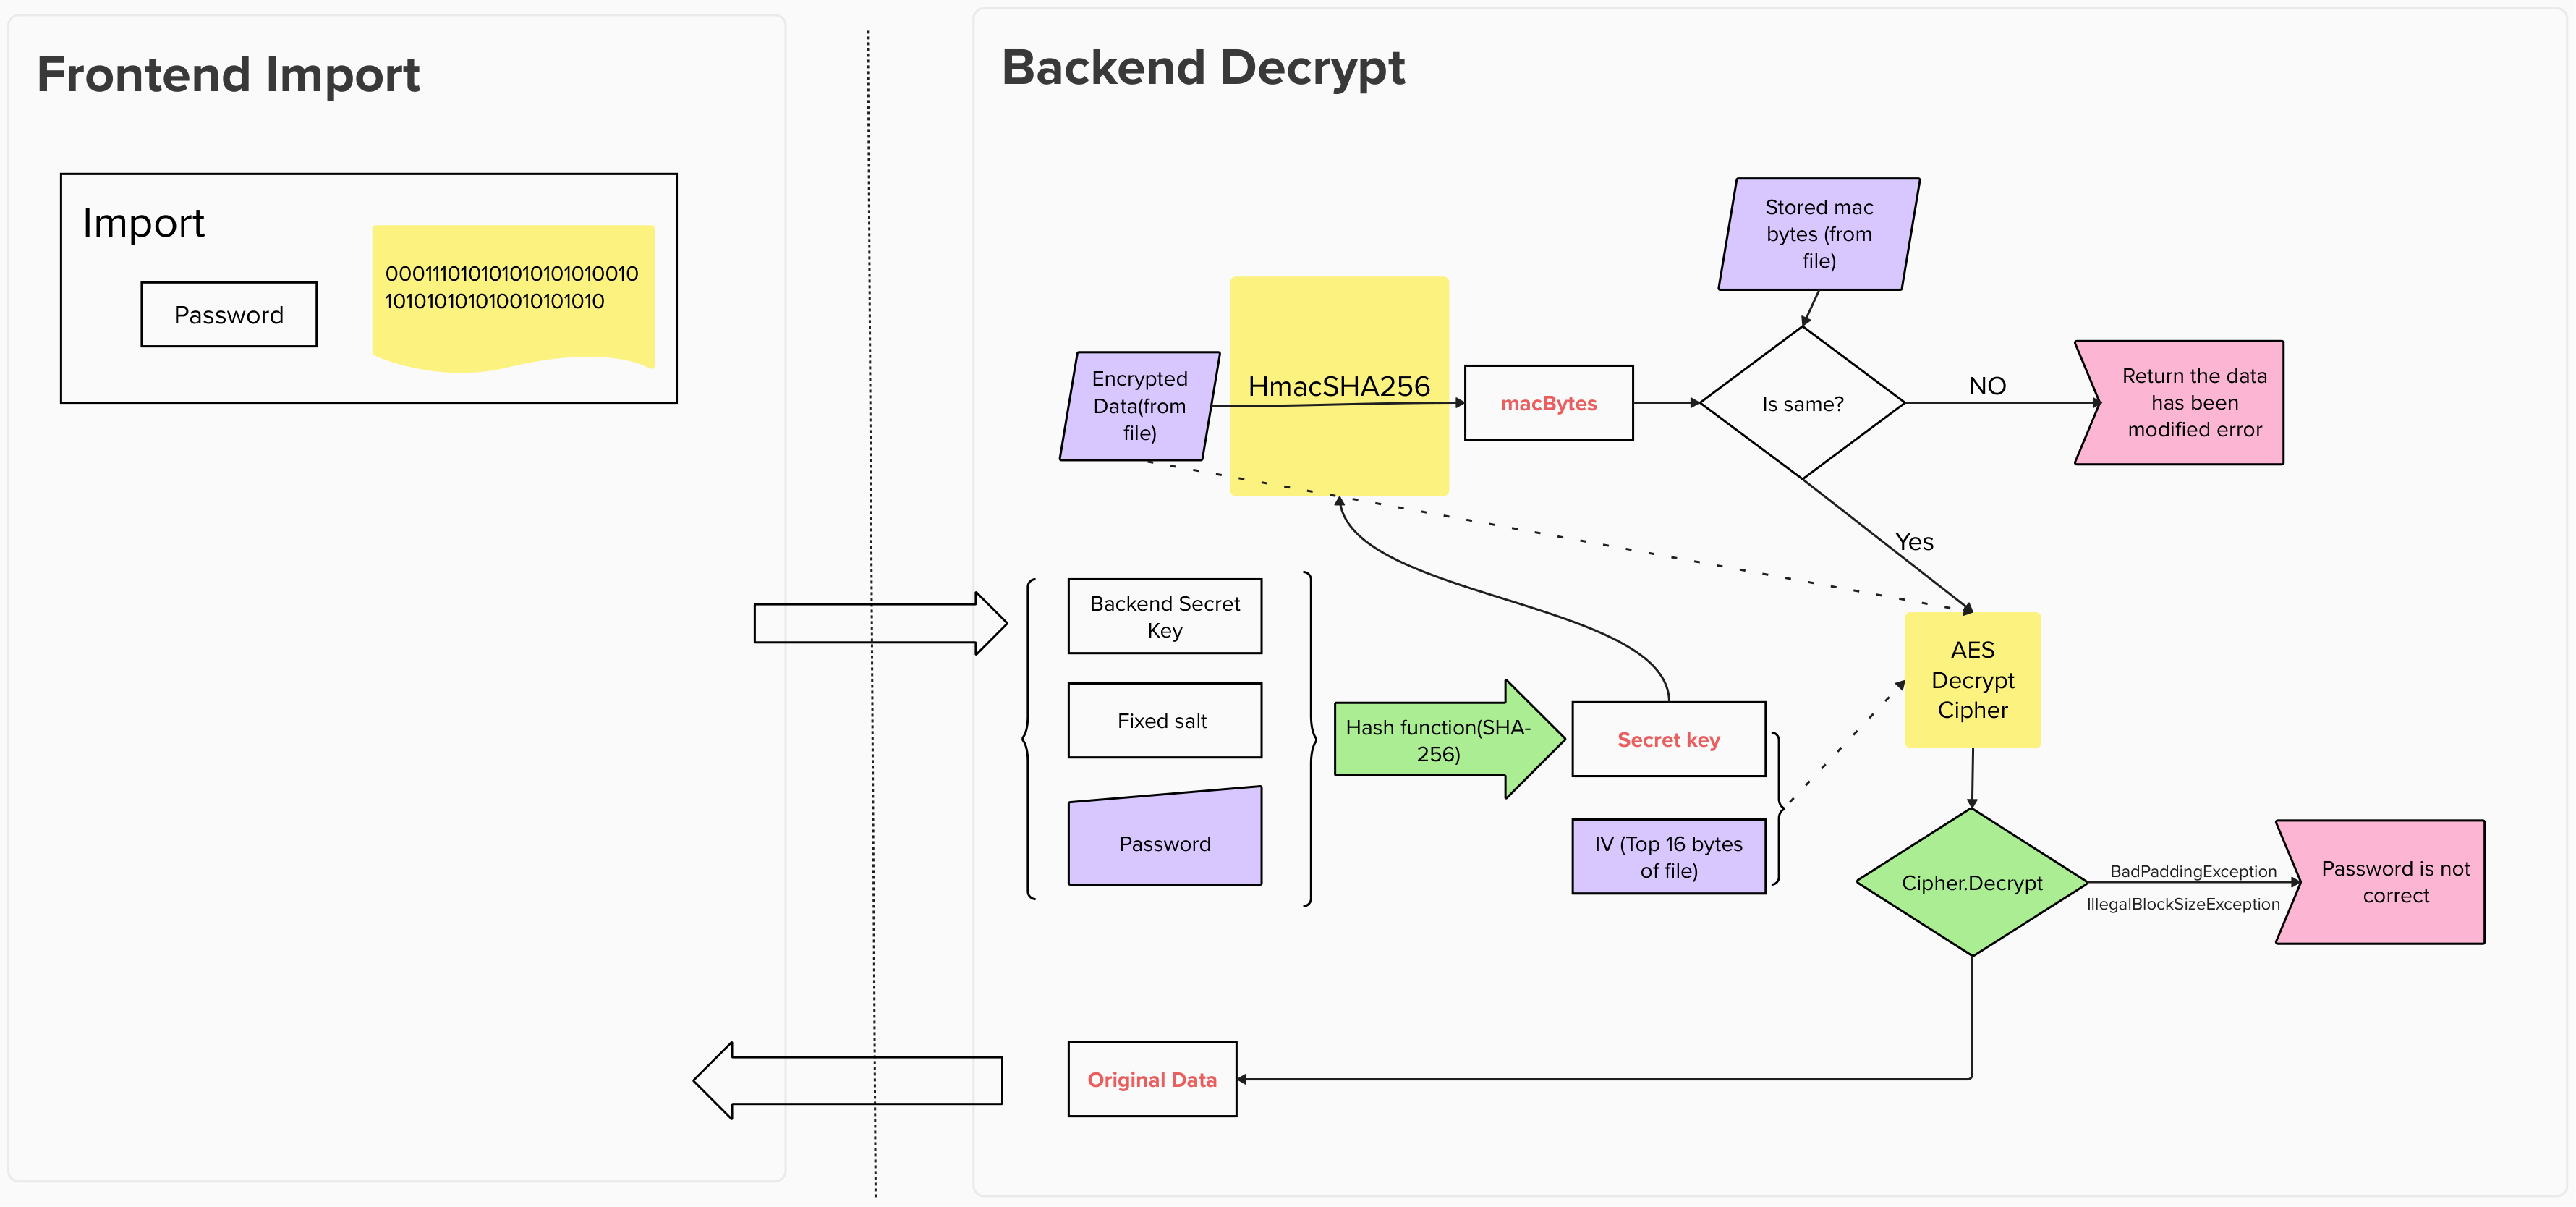 Frontend Import
Import
Password
0001110101010101010010
1010101010100101010​10
Backend Decrypt
Stored mac
bytes (from
file)
Encrypted
Data(from
file)
HmacSHA256
macBytes
Is same?
NO
Return the data
has been
modified error
Yes
Backend Secret
Key
Fixed salt
Password
Hash function(SHA-
256)
Secret key
IV (Top 16 bytes
of file)
AES
Decrypt
Cipher
Cipher.Decrypt
BadPaddingException
IllegalBlockSizeException
Password is not
correct
Original Data